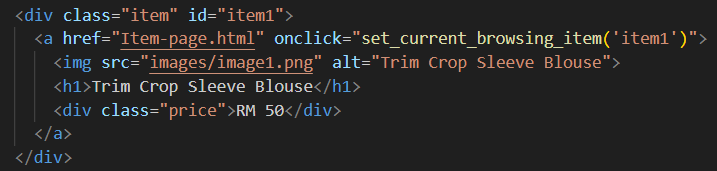 <div class="item" id="item1">
<a href="Item-page.html" onclick="set_current_browsing_item('item1')">
<img src="images/image1.png" alt="Trim Crop Sleeve Blouse">
<h1>Trim Crop Sleeve Blouse</h1>
<div class="price">RM 50</div>
</a>
</div>